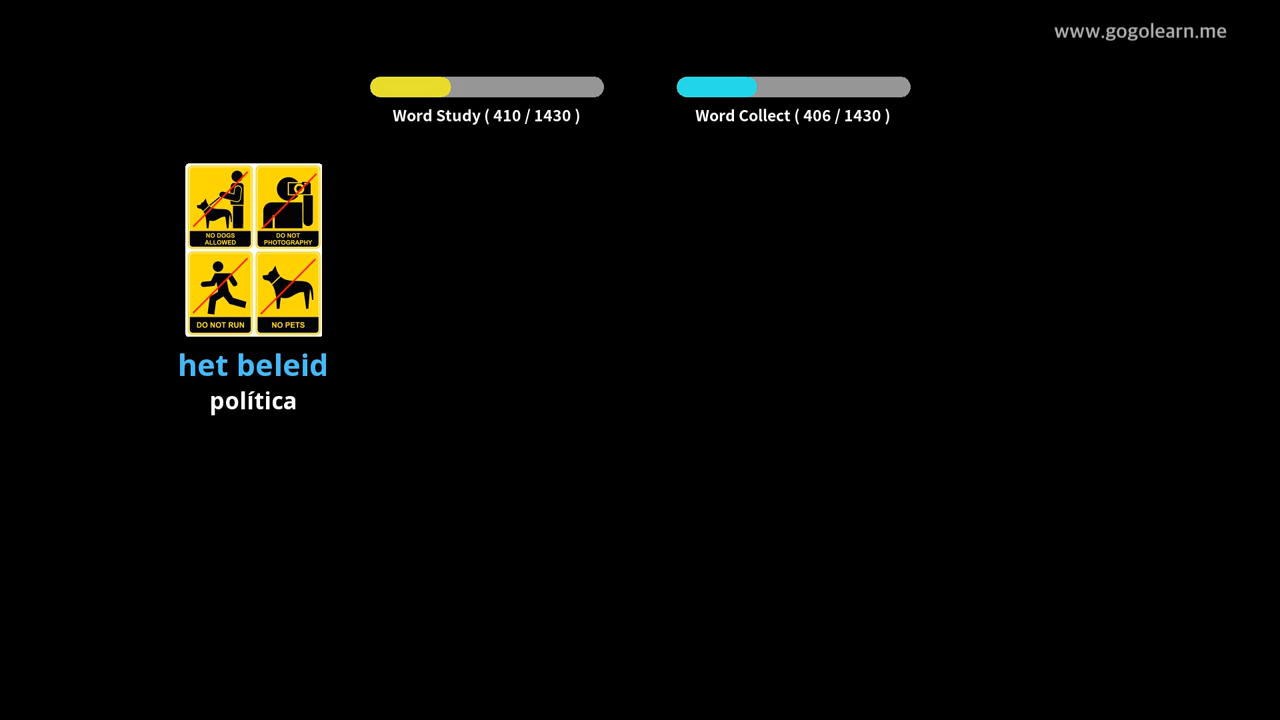 www.gogolearn.me
Word Study ( 410 / 1430 )
Word Collect ( 406 / 1430 )
NO DOGS
ALLOWED
DO NOT
PHOTOGRAPHY
DO NOT RUN
NO PETS
het beleid
política